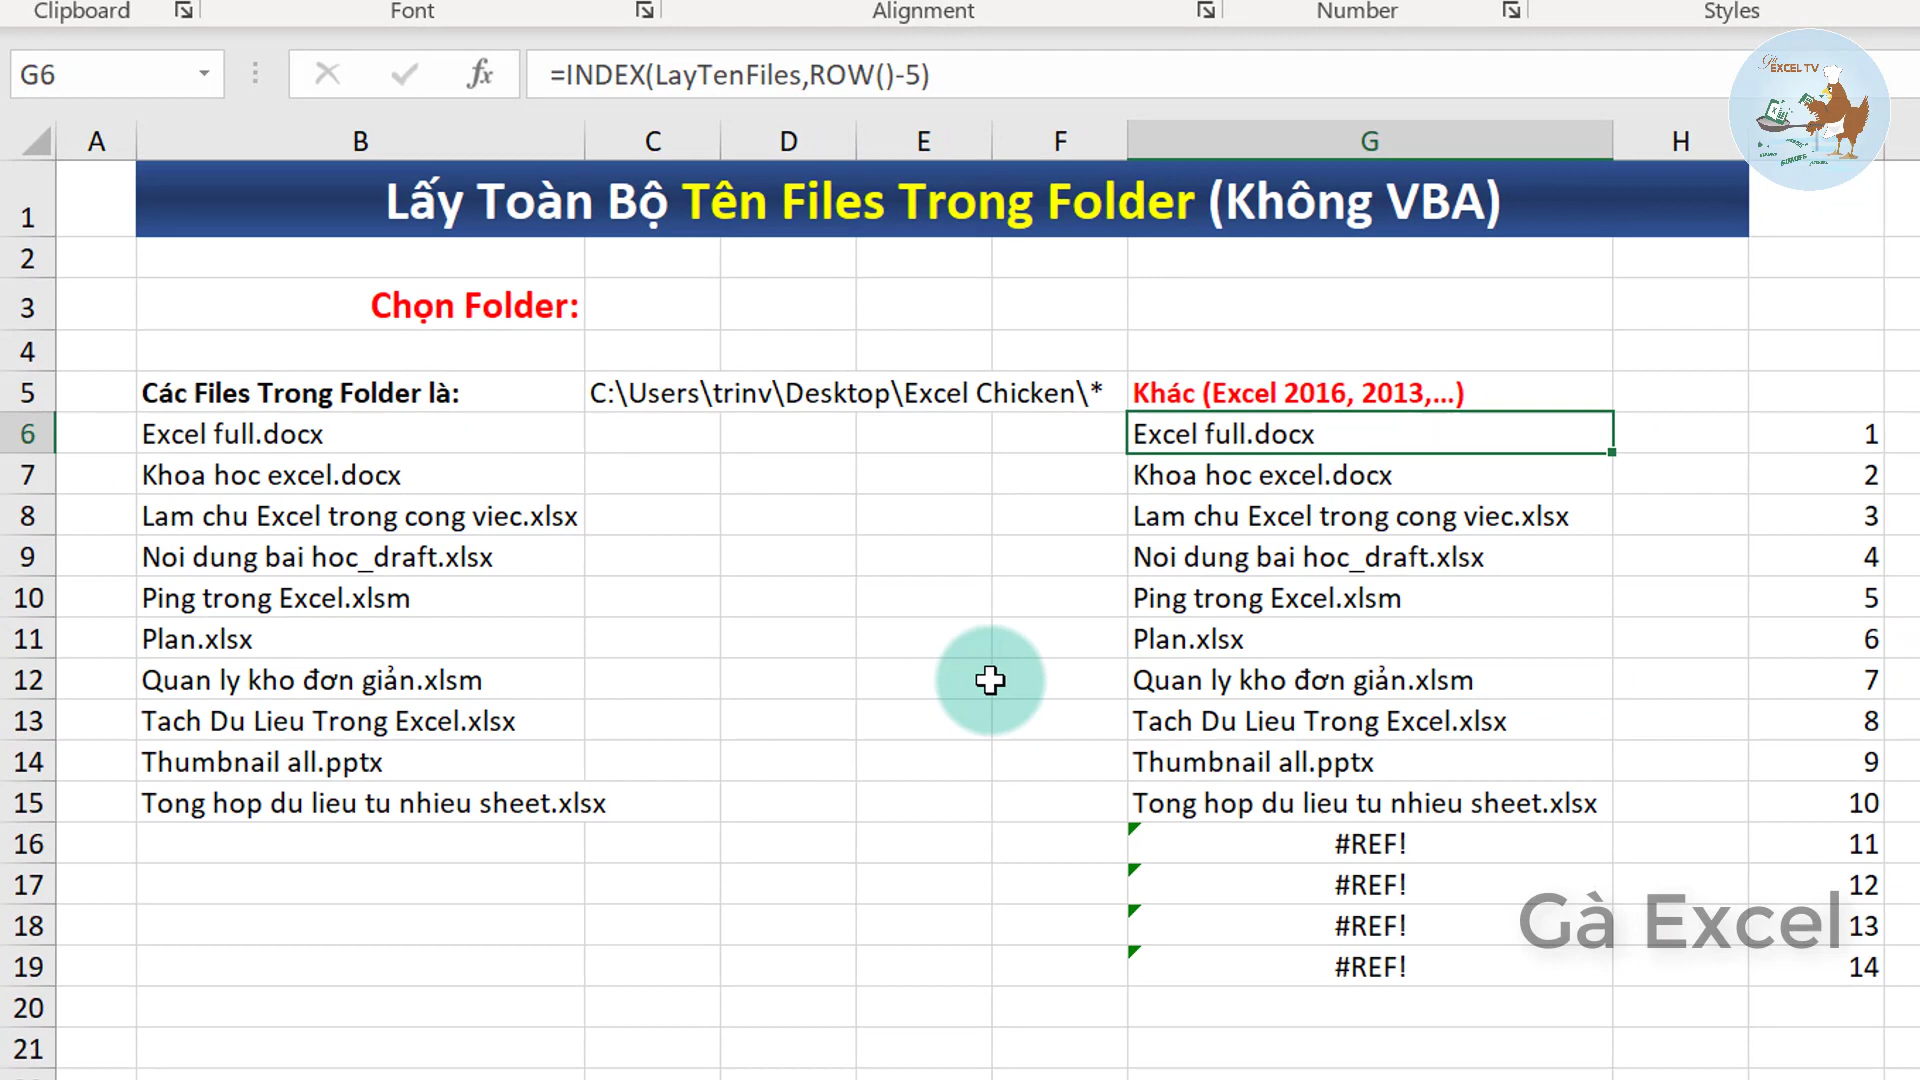 Clipboard Font Alignment Number Styles
G6 fx =INDEX(LayTenFiles,ROW()-5)
EXCEL TV
A B C D E F G H
1 Lấy Toàn Bộ Tên Files Trong Folder (Không VBA)
2
3 Chọn Folder:
4
5 Các Files Trong Folder là: C:\Users\trinv\Desktop\Excel Chicken\* Khác (Excel 2016, 2013,...)
6 Excel full.docx Excel full.docx 1
7 Khoa hoc excel.docx Khoa hoc excel.docx 2
8 Lam chu Excel trong cong viec.xlsx Lam chu Excel trong cong viec.xlsx 3
9 Noi dung bai hoc_draft.xlsx Noi dung bai hoc_draft.xlsx 4
10 Ping trong Excel.xlsm Ping trong Excel.xlsm 5
11 Plan.xlsx Plan.xlsx 6
12 Quan ly kho đơn giản.xlsm Quan ly kho đơn giản.xlsm 7
13 Tach Du Lieu Trong Excel.xlsx Tach Du Lieu Trong Excel.xlsx 8
14 Thumbnail all.pptx Thumbnail all.pptx 9
15 Tong hop du lieu tu nhieu sheet.xlsx Tong hop du lieu tu nhieu sheet.xlsx 10
16 #REF! 11
17 #REF! 12
18 #REF! 13
Gà Excel
19 #REF! 14
20
21